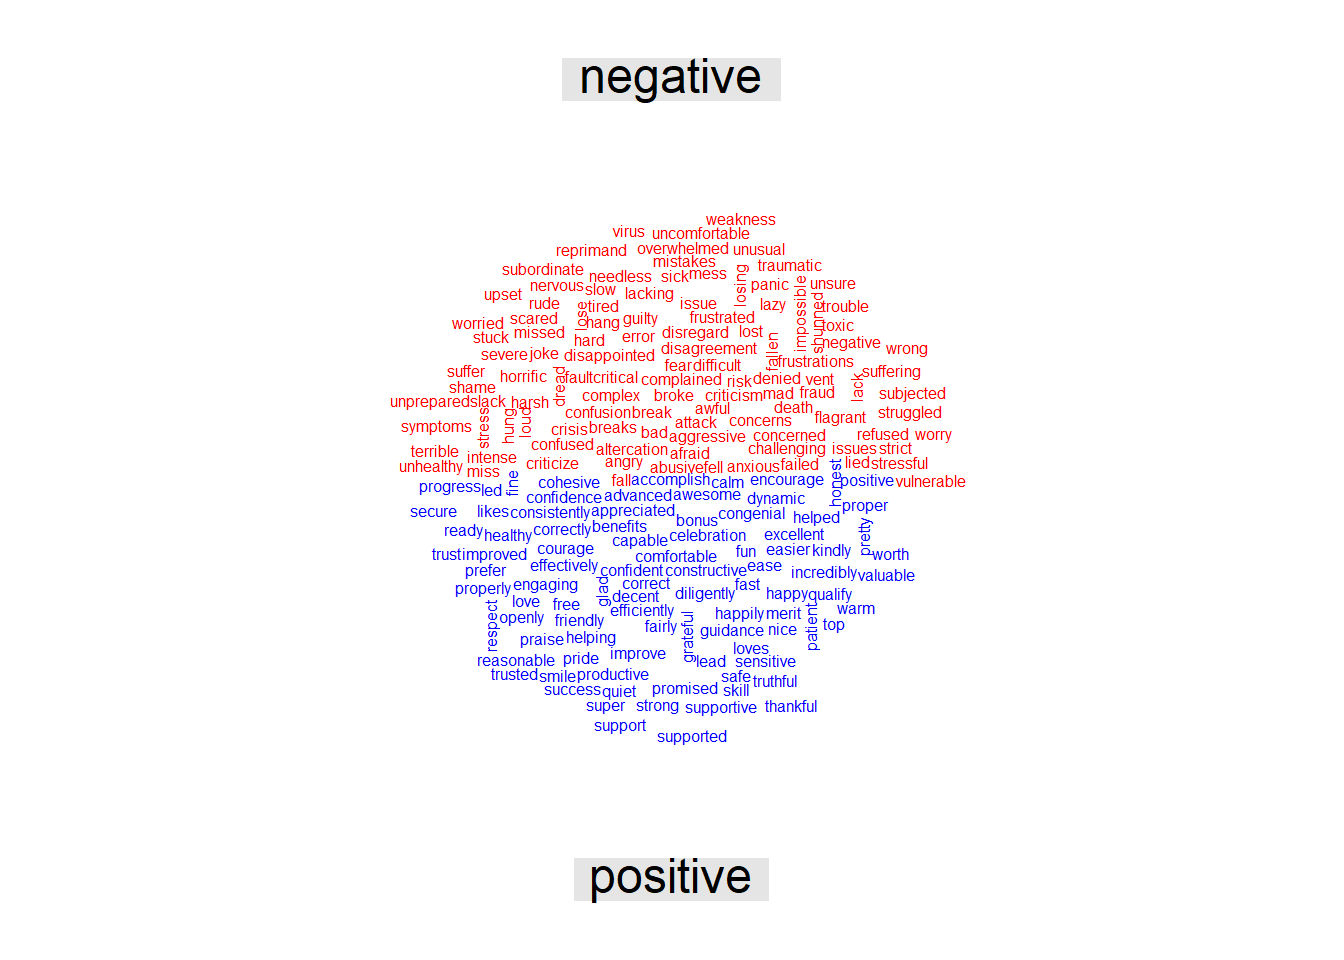 negative
weakness
virus uncomfortable
reprimand overwhelmed unusual
mistakes
subordinate needless sick mess losing traumatic
nervous slow panic impossible unsure
upset lacking
rude lose tired issue lazy shunned trouble
worried scared hang guilty frustrated toxic
stuck missed hard error disregard lost
severe joke disappointed disagreement fallen negative wrong
suffer fear difficult frustrations suffering
horrific dread fault critical complained risk denied vent lack
shame
unprepared slack harsh complex broke criticism mad fraud subjected
stress hung loud confusion break awful death flagrant struggled
symptoms crisis breaks bad attack concerns
aggressive concerned refused worry
terrible intense confused altercation afraid challenging issues strict
unhealthy miss criticize angry abusive fell anxious failed lied stressful
fall accomplish calm encourage honest positive vulnerable
progress led fine cohesive
confidence advanced awesome dynamic proper
secure likes consistently appreciated bonus congenial helped
ready healthy correctly benefits celebration excellent pretty
capable
trust improved courage comfortable fun easier kindly worth
prefer effectively confident constructive ease incredibly valuable
properly engaging glad correct fast
love free decent diligently happy qualify
respect openly friendly efficiently happily merit patient warm
fairly grateful guidance nice top
praise helping
reasonable pride improve loves
lead sensitive
trusted smile productive safe truthful
success quiet promised skill
super strong supportive thankful
support
supported
positive